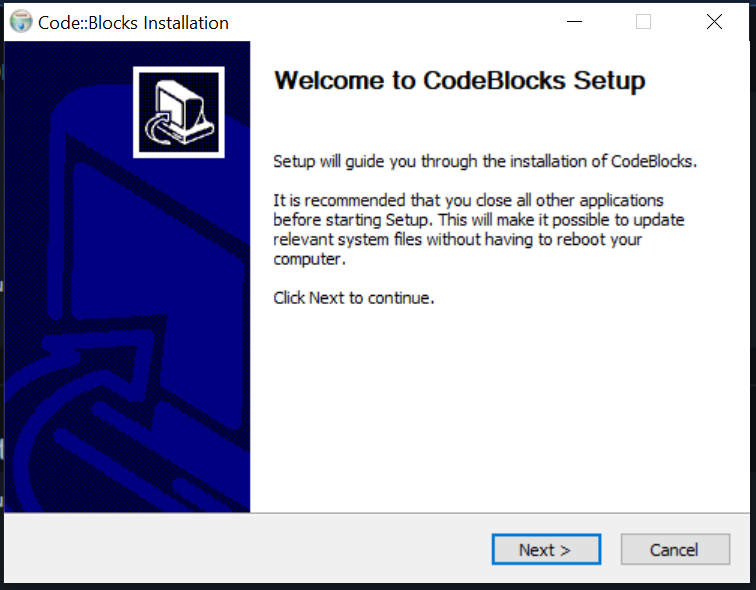 Code::Blocks Installation
Welcome to CodeBlocks Setup
Setup will guide you through the installation of CodeBlocks.
It is recommended that you close all other applications
before starting Setup. This will make it possible to update
relevant system files without having to reboot your
computer.
Click Next to continue.
Next >
Cancel